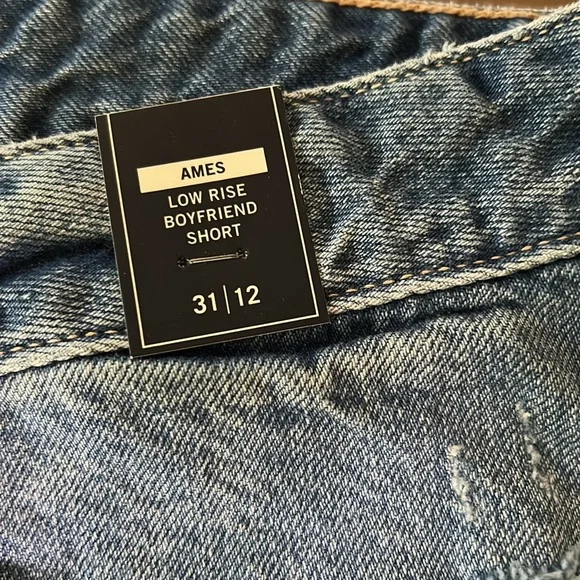 AMES
LOW RISE
BOYFRIEND
SHORT
31|12